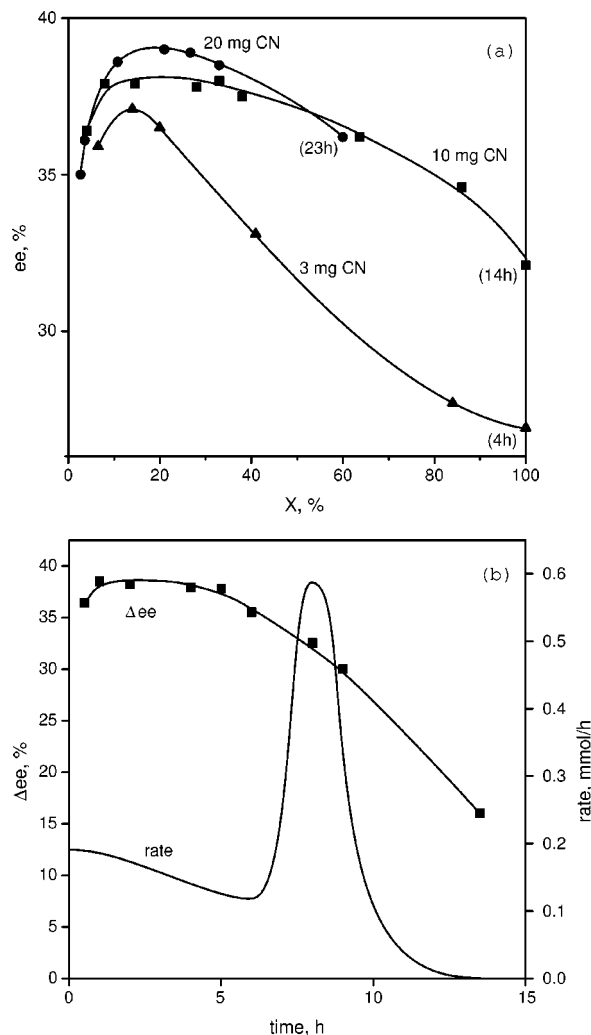 40
20 mg CN
(a)
35
(23h)
10 mg CN
ee, %
3 mg CN
(14h)
30
(4h)
0 20 40 60 80 100
X, %
(b)
40
0.6
Δee
35
0.5
30
0.4
25
Δee, %
rate, mmol/h
20
0.3
15
rate
0.2
10
0.1
5
0
0.0
0 5 10 15
time, h